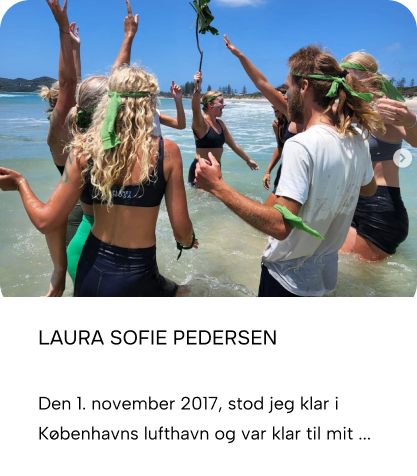 LAURA SOFIE PEDERSEN
Den 1. november 2017, stod jeg klar i
Københavns lufthavn og var klar til mit ...